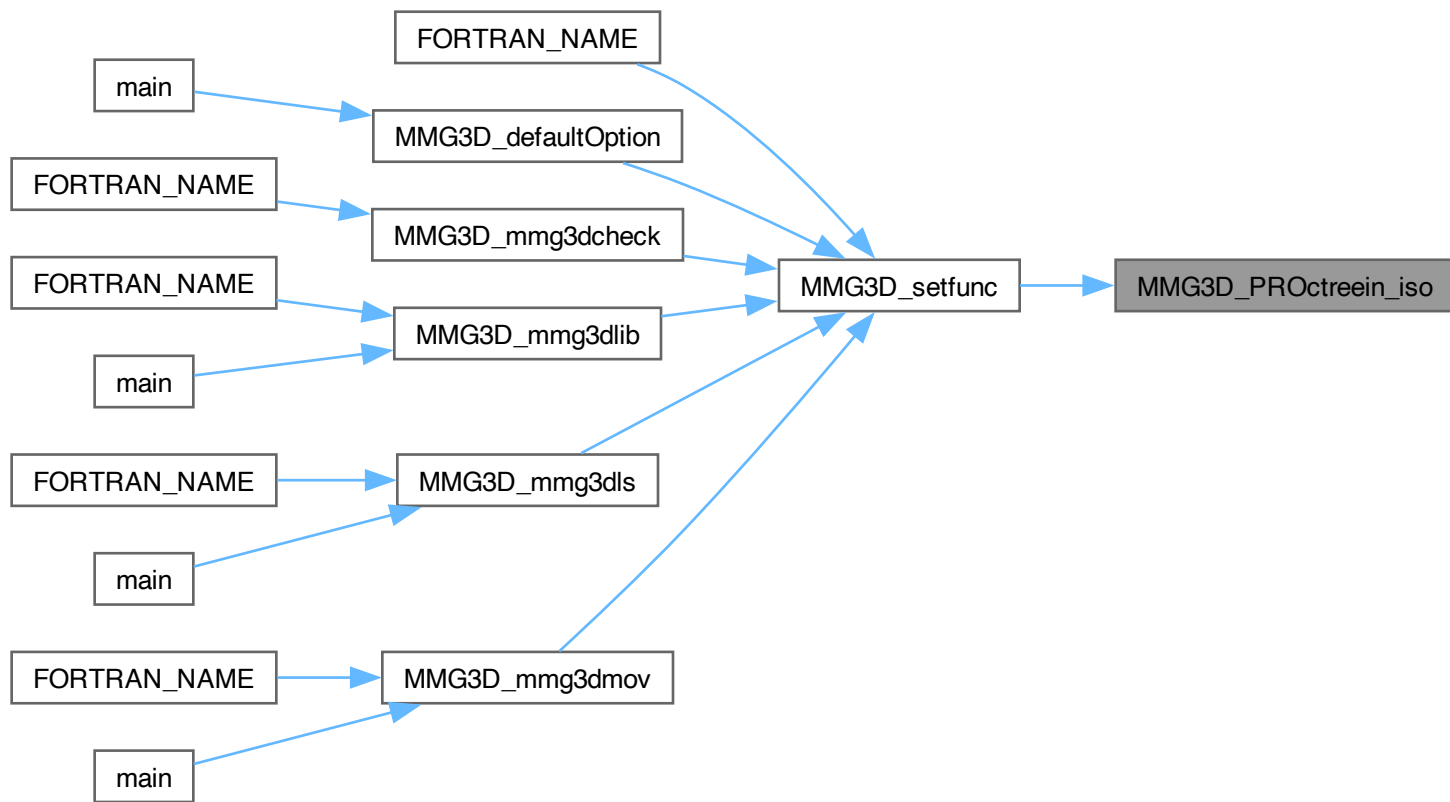 FORTRAN_NAME
main
MMG3D_defaultOption
FORTRAN_NAME
MMG3D_mmg3dcheck
FORTRAN_NAME
MMG3D_setfunc
MMG3D_PROctreein_iso
MMG3D_mmg3dlib
main
FORTRAN_NAME
MMG3D_mmg3dls
main
FORTRAN_NAME
MMG3D_mmg3dmov
main